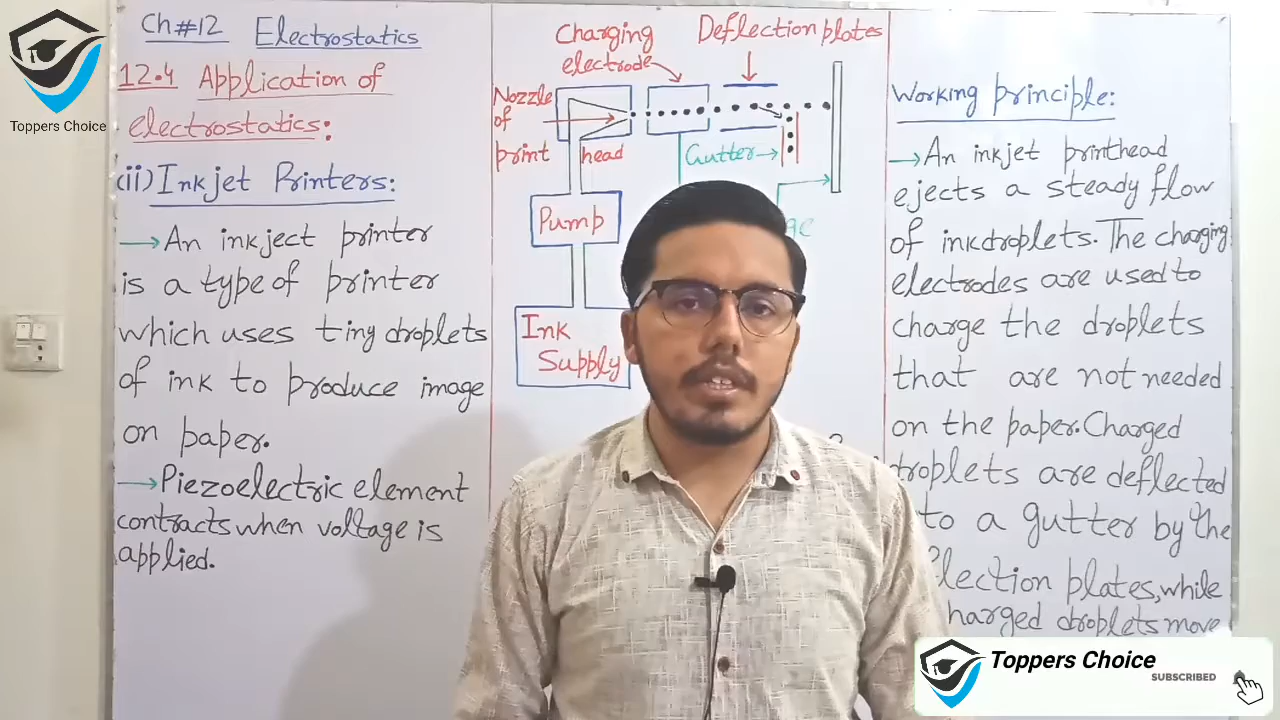 Toppers Choice
Ch#12 Electrostatics
12.4 Application of
electrostatics:
(ii) Inkjet Printers:
→An inkject printer
is a type of printer
which uses tiny droplets
of ink to produce image
on paper.
→Piezoelectric element
contracts when voltage is
applied.
Charging
electrode
Deflection plates
Nozzle
of
print head
Gutter→
Pump
Ink
Supply
Working principle:
→An inkjet printhead
ejects a steady flow
of inkdroplets. The charging
electrodes are used to
charge the droplets
that are not needed
on the paper. Charged
droplets are deflected
to a gutter by the
plates, while
droplets move
Toppers Choice
SUBSCRIBED